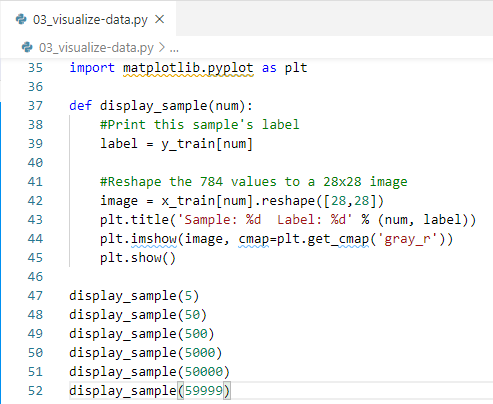 03_visualize-data.py ×
03_visualize-data.py > ...
35 import matplotlib.pyplot as plt
36
37 def display_sample(num):
38     #Print this sample's label
39     label = y_train[num]
40
41     #Reshape the 784 values to a 28x28 image
42     image = x_train[num].reshape([28,28])
43     plt.title('Sample: %d  Label: %d' % (num, label))
44     plt.imshow(image, cmap=plt.get_cmap('gray_r'))
45     plt.show()
46
47 display_sample(5)
48 display_sample(50)
49 display_sample(500)
50 display_sample(5000)
51 display_sample(50000)
52 display_sample(59999)